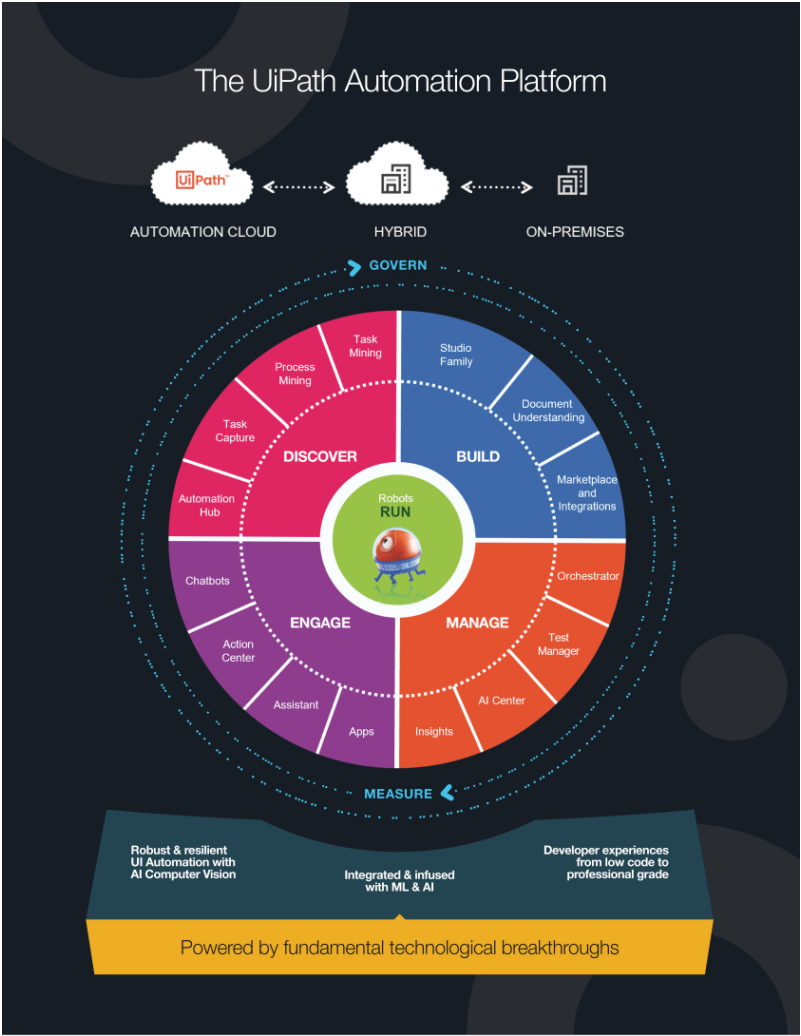 The UiPath Automation Platform
Ui Path™
AUTOMATION CLOUD
HYBRID
ON-PREMISES
GOVERN
Task
Mining
Process
Mining
Task
Capture
Automation
Hub
DISCOVER
Studio
Family
Document
Understanding
Marketplace
and
Integrations
BUILD
Robots
RUN
Chatbots
Action
Center
Assistant
Apps
ENGAGE
MANAGE
Orchestrator
Test
Manager
AI Center
Insights
MEASURE
Robust & resilient
UI Automation with
AI Computer Vision
Integrated & infused
with ML & AI
Developer experiences
from low code to
professional grade
Powered by fundamental technological breakthroughs